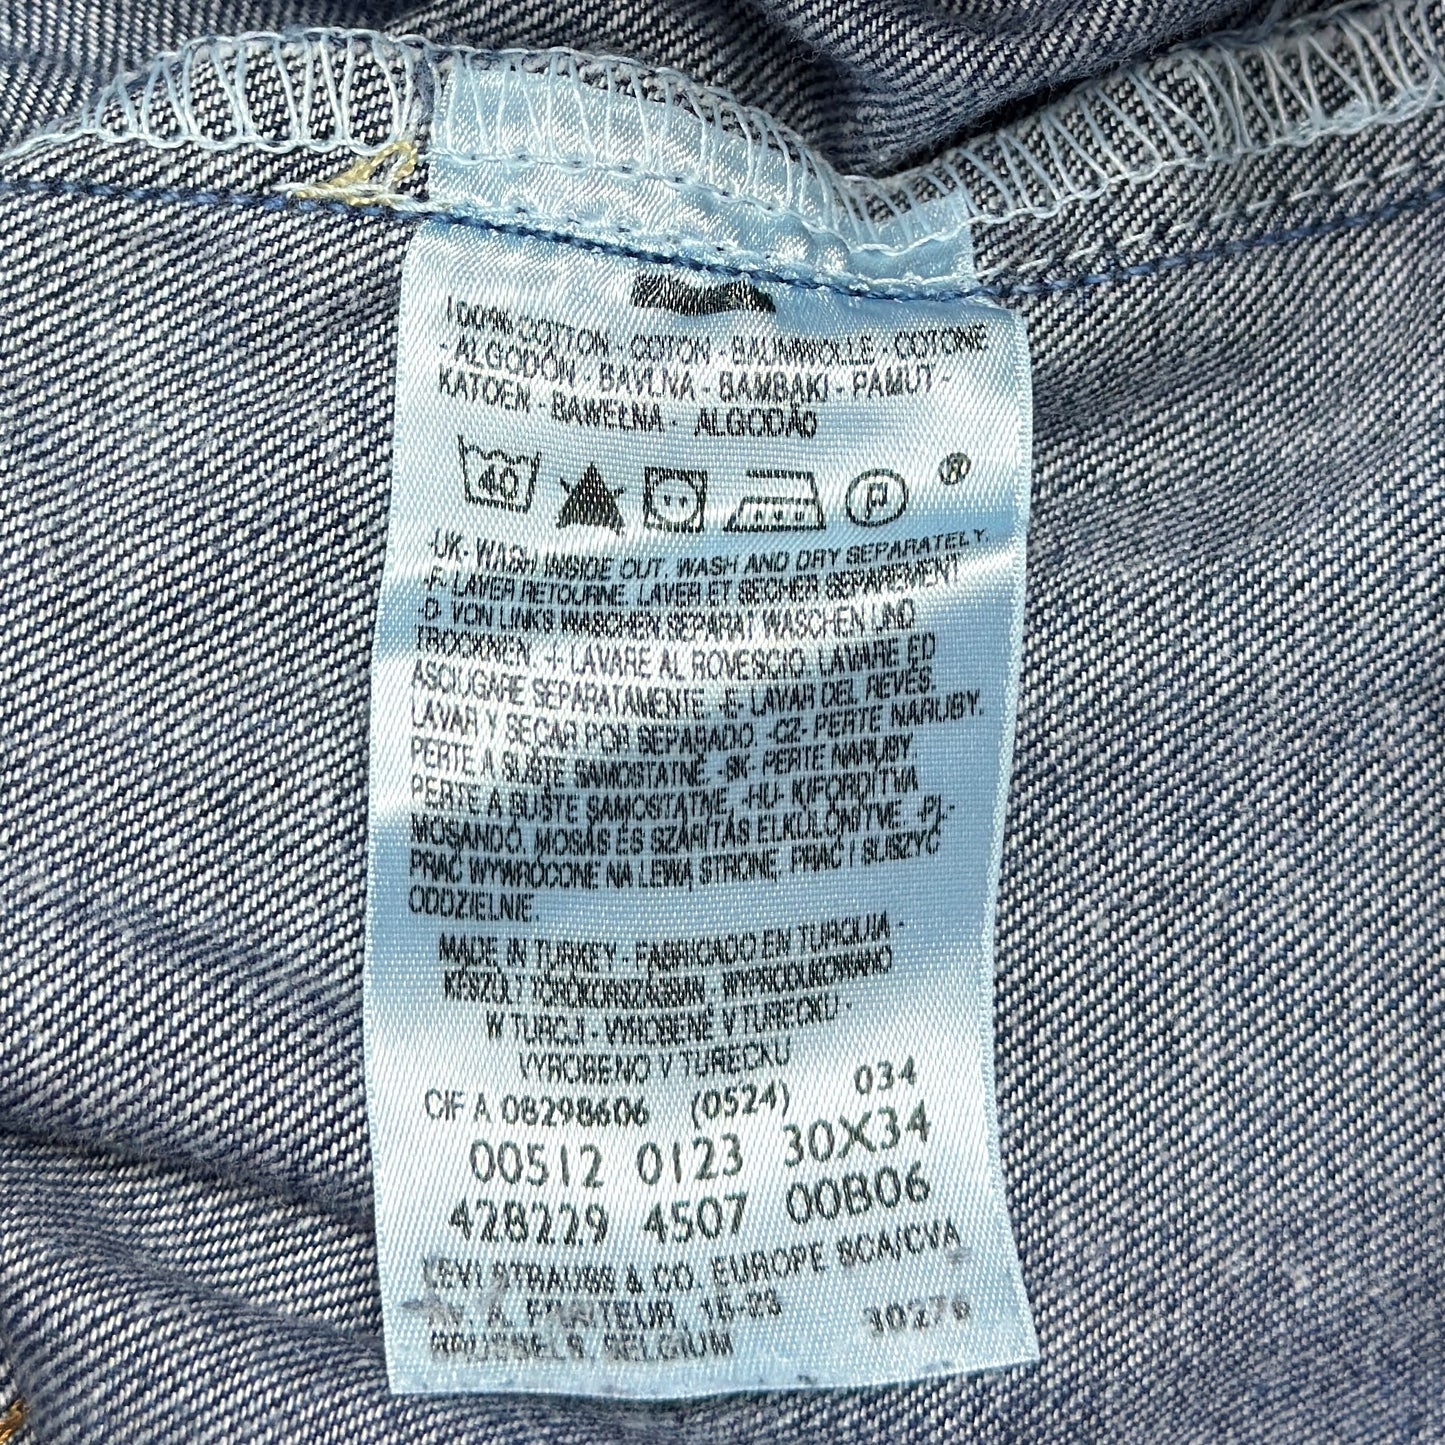 100% COTTON - COTON - BAUMWOLLE - COTONE
- ALGODÓN - BAVLNA - BAMBAKI - PAMUT -
KATOEN - BAWEŁNA - ALGODÃO
40 P ®
-UK- WASH INSIDE OUT. WASH AND DRY SEPARATELY.
-F- LAVER RETOURNE. LAVER ET SECHER SEPAREMENT
-D- VON LINKS WASCHEN. SEPARAT WASCHEN UND
TROCKNEN. -I- LAVARE AL ROVESCIO. LAVARE ED
ASCIUGARE SEPARATAMENTE. -E- LAVAR DEL REVÉS.
LAVAR Y SECAR POR SEPARADO. -CZ- PERTE NARUBY.
PERTE A SUŠTE SAMOSTATNĚ. -SK- PERTE NARUBY.
PERTE A SUŠTE SAMOSTATNE. -HU- KIFORDÍTVA
MOSANDÓ. MOSÁS ÉS SZÁRÍTÁS ELKÜLÖNÍTVE. -PL-
PRAĆ WYWRÓCONE NA LEWĄ STRONĘ, PRAĆ I SUSZYĆ
ODDZIELNIE.
MADE IN TURKEY - FABRICADO EN TURQUIA -
KÉSZÜLT TÖRÖKORSZÁGBAN, WYPRODUKOWANO
W TURCJI - VYROBENÉ V TURECKU -
VYROBENO V TURECKU
CIF A 08298606 (0524) 034
00512 0123 30X34
42B229 4507 00B06
LEVI STRAUSS & CO. EUROPE SCA/CVA
AV. A. FRAITEUR, 15-23 30276
BRUSSELS, BELGIUM